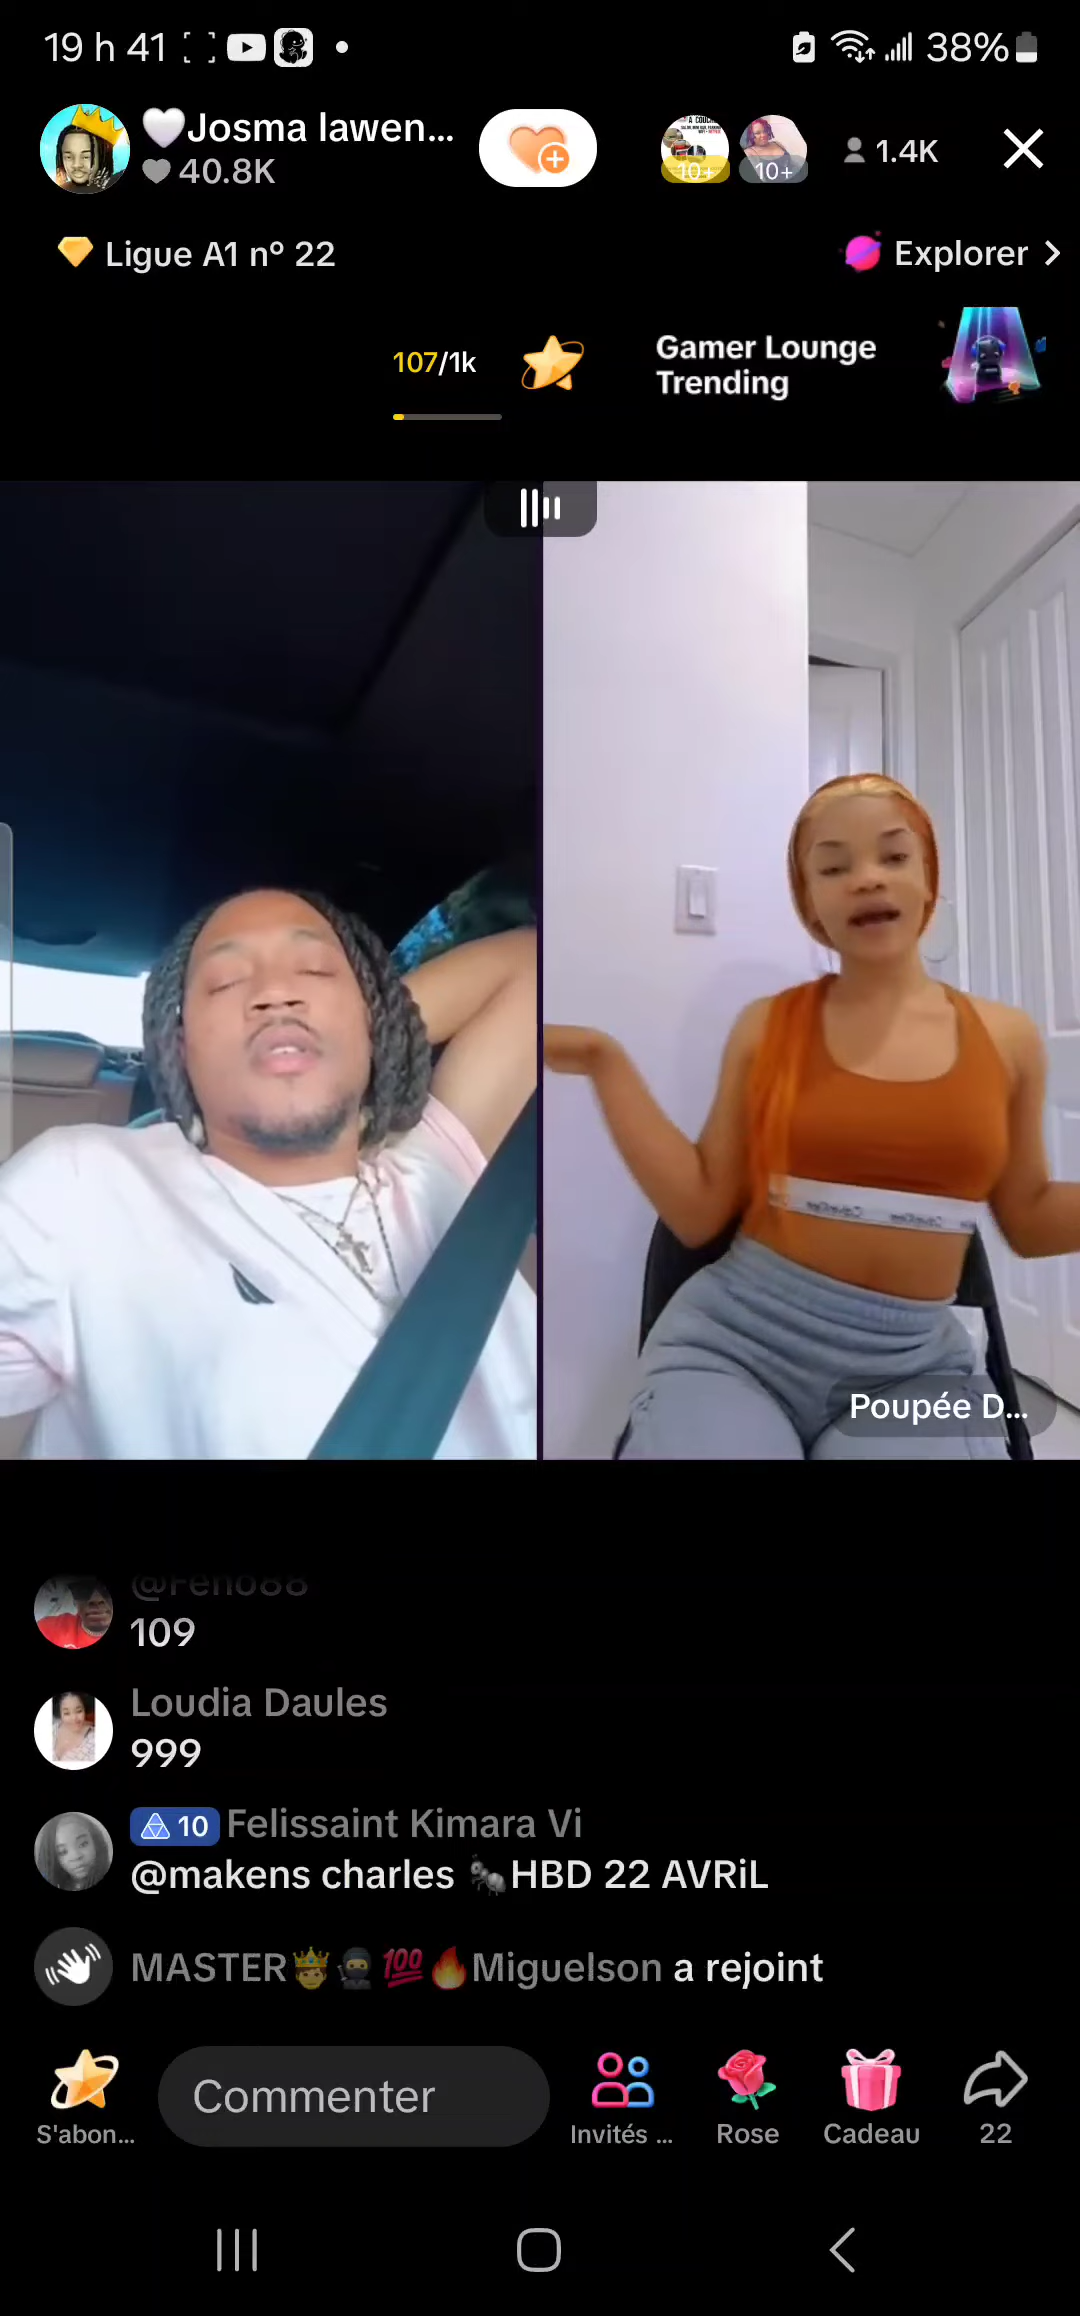 19 h 41
38%
🤍Josma lawen...
40.8K
10+
10+
1.4K
Ligue A1 nº 22
Explorer
107/1k
Gamer Lounge
Trending
Poupée D...
@Feno88
109
Loudia Daules
999
10 Felissaint Kimara Vi
@makens charles 🐜HBD 22 AVRiL
MASTER🤴🥷💯🔥Miguelson a rejoint
S'abon...
Commenter
Invités ...
Rose
Cadeau
22